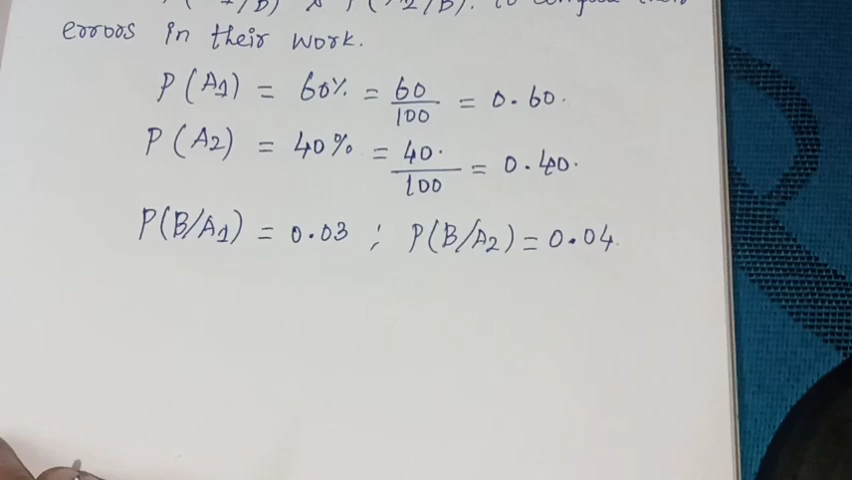 errors in their work.
P(A1) = 60% = 60/100 = 0.60.
P(A2) = 40% = 40./100 = 0.40.
P(B/A1) = 0.03 ; P(B/A2) = 0.04.